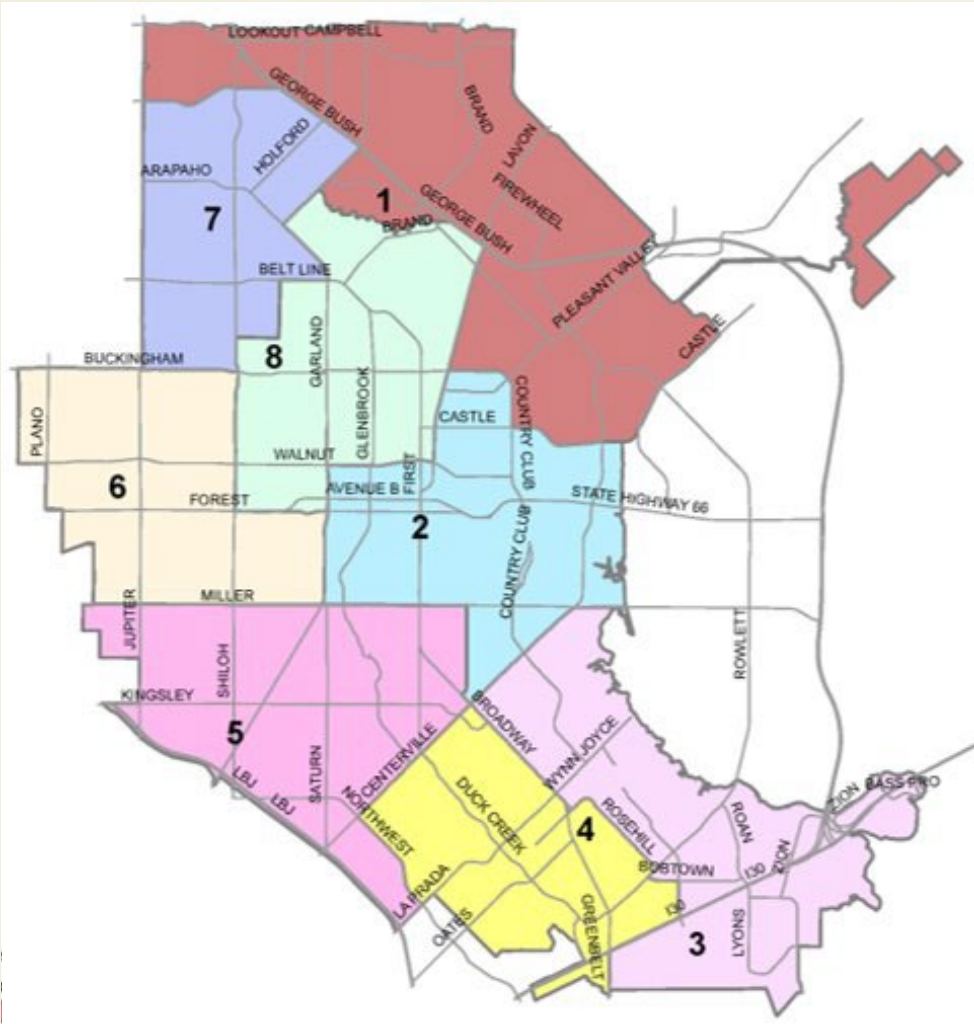 LOOKOUT CAMPBELL
GEORGE BUSH
BRAND
HOLFORD
LAVON
ARAPAHO
FIREWHEEL
1
7
BRAND
GEORGE BUSH
BELT LINE
PLEASANT VALLEY
CASTLE
BUCKINGHAM
8
GARLAND
GLENBROOK
PLANO
CASTLE
COUNTRY CLUB
WALNUT
FIRST
6
AVENUE B
FOREST
STATE HIGHWAY 66
2
COUNTRY CLUB
MILLER
JUPITER
SHILOH
ROWLETT
KINGSLEY
BROADWAY
5
CENTERVILLE
WYNN JOYCE
SATURN
LBJ
LBJ
NORTHWEST
DUCK CREEK
ZION
BASS PRO
ROSEHILL
4
ROAN
BOBTOWN
I30
ZION
LA PRADA
OATES
GREENBELT
I30
3
LYONS